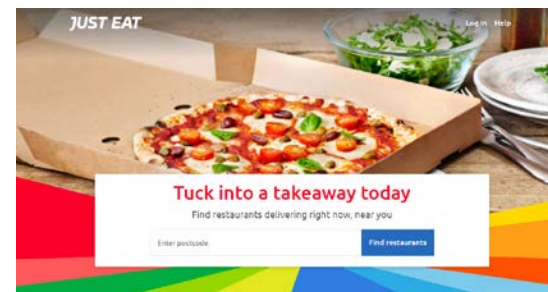 JUST EAT
Log in Help
Tuck into a takeaway today
Find restaurants delivering right now, near you
Enter postcode
Find restaurants